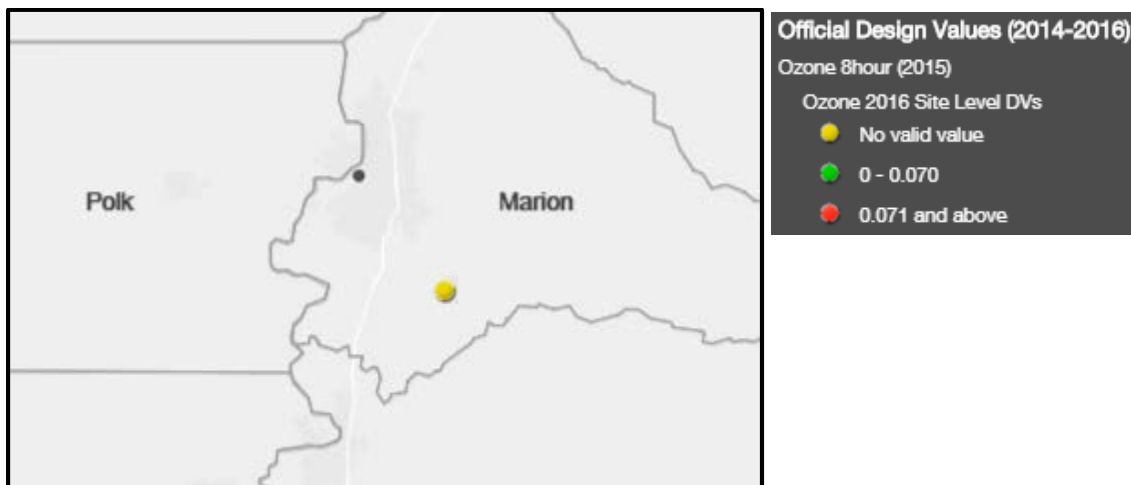 Polk
Marion
Official Design Values (2014-2016)
Ozone 8hour (2015)
Ozone 2016 Site Level DVs
No valid value
0 - 0.070
0.071 and above